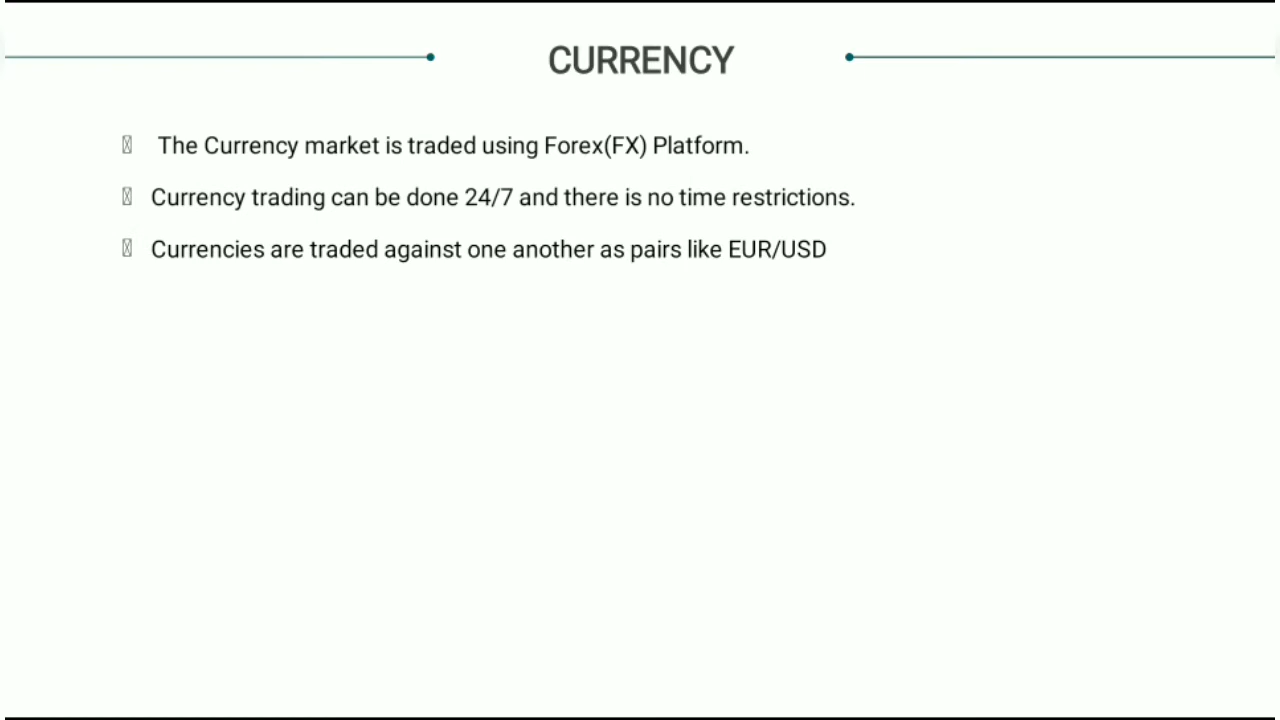 CURRENCY
The Currency market is traded using Forex(FX) Platform.
Currency trading can be done 24/7 and there is no time restrictions.
Currencies are traded against one another as pairs like EUR/USD